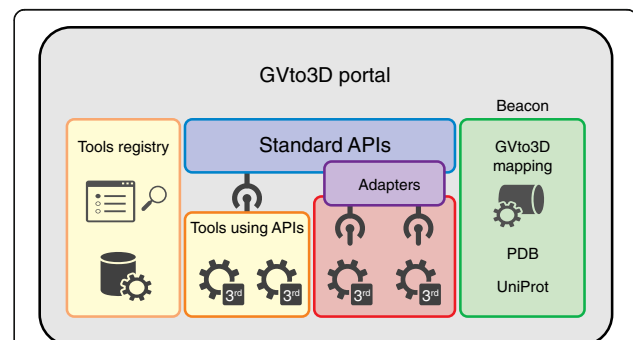 GVto3D portal
Beacon
Tools registry
Standard APIs
GVto3D
mapping
Adapters
Tools using APIs
PDB
UniProt
3rd
3rd
3rd
3rd